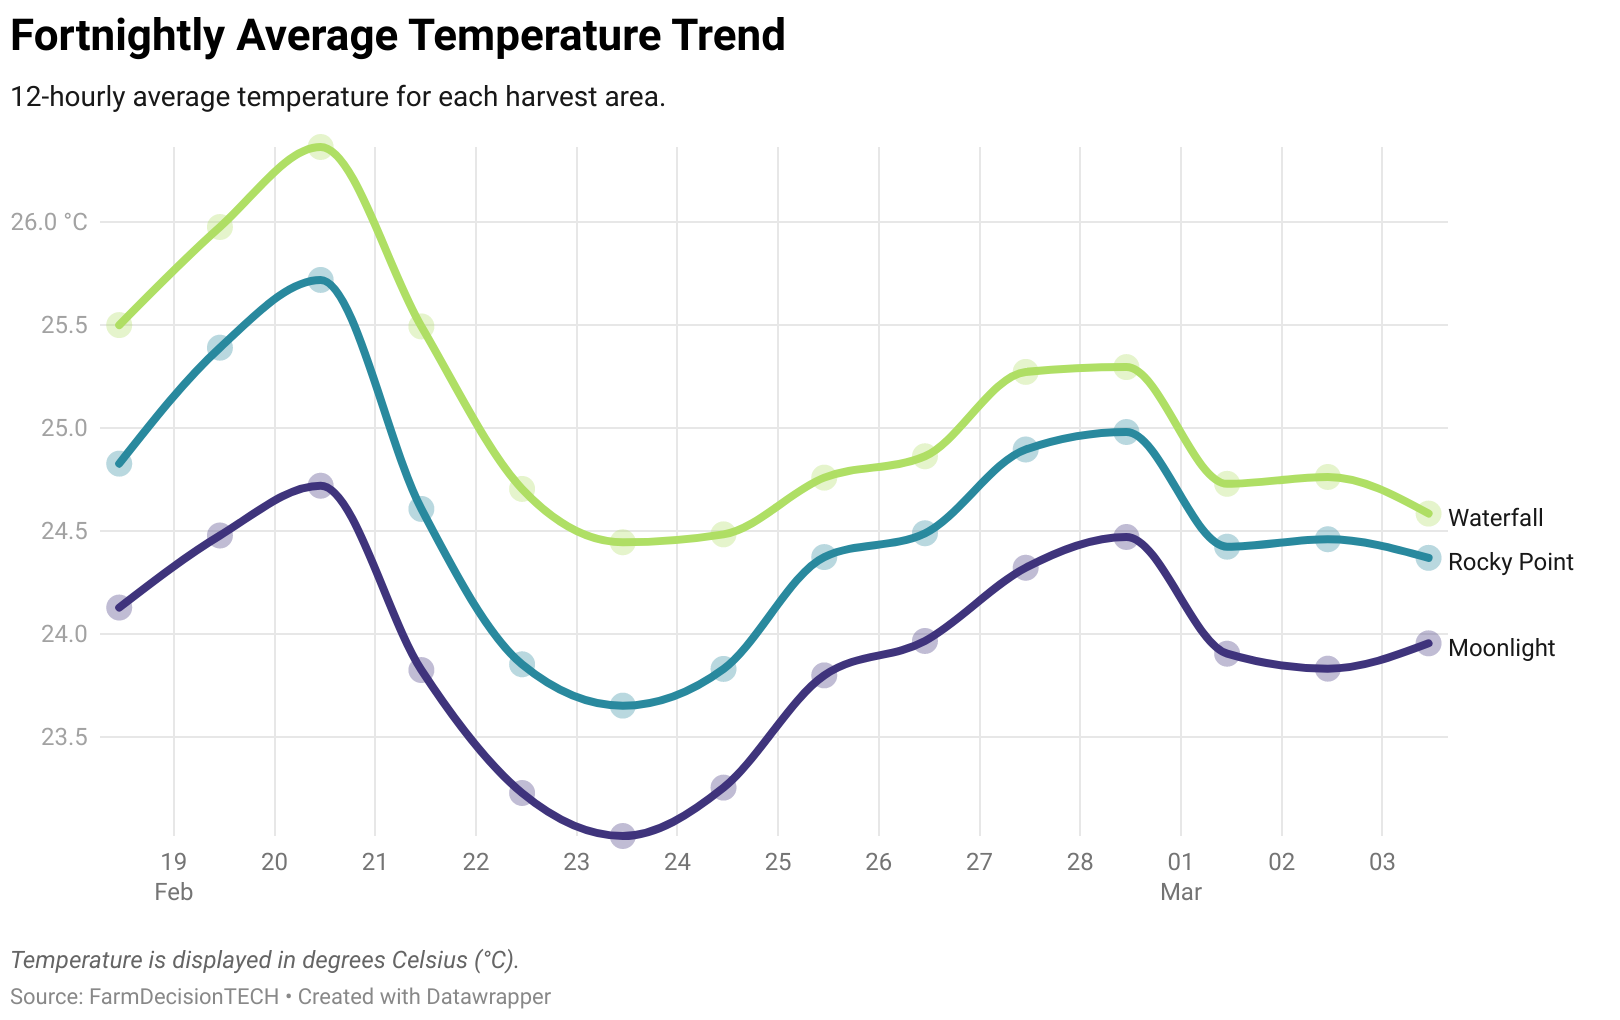 Fortnightly Average Temperature Trend
12-hourly average temperature for each harvest area.
26.0 °C
25.5
25.0
24.5
24.0
23.5
Waterfall
Rocky Point
Moonlight
19 20 21 22 23 24 25 26 27 28 01 02 03
Feb Mar
Temperature is displayed in degrees Celsius (°C).
Source: FarmDecisionTECH • Created with Datawrapper